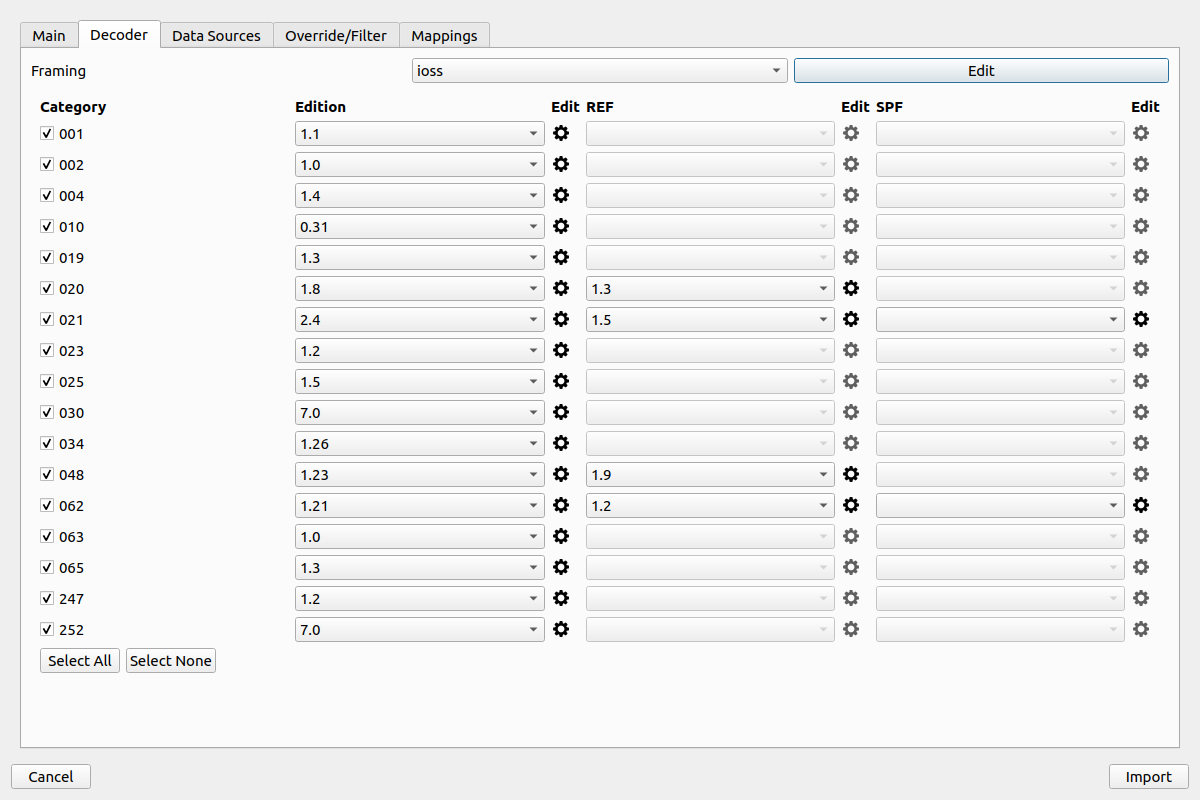 Main Decoder Data Sources Override/Filter Mappings
Framing ioss Edit
Category Edition Edit REF Edit SPF Edit
001 1.1
002 1.0
004 1.4
010 0.31
019 1.3
020 1.8 1.3
021 2.4 1.5
023 1.2
025 1.5
030 7.0
034 1.26
048 1.23 1.9
062 1.21 1.2
063 1.0
065 1.3
247 1.2
252 7.0
Select All Select None
Cancel Import